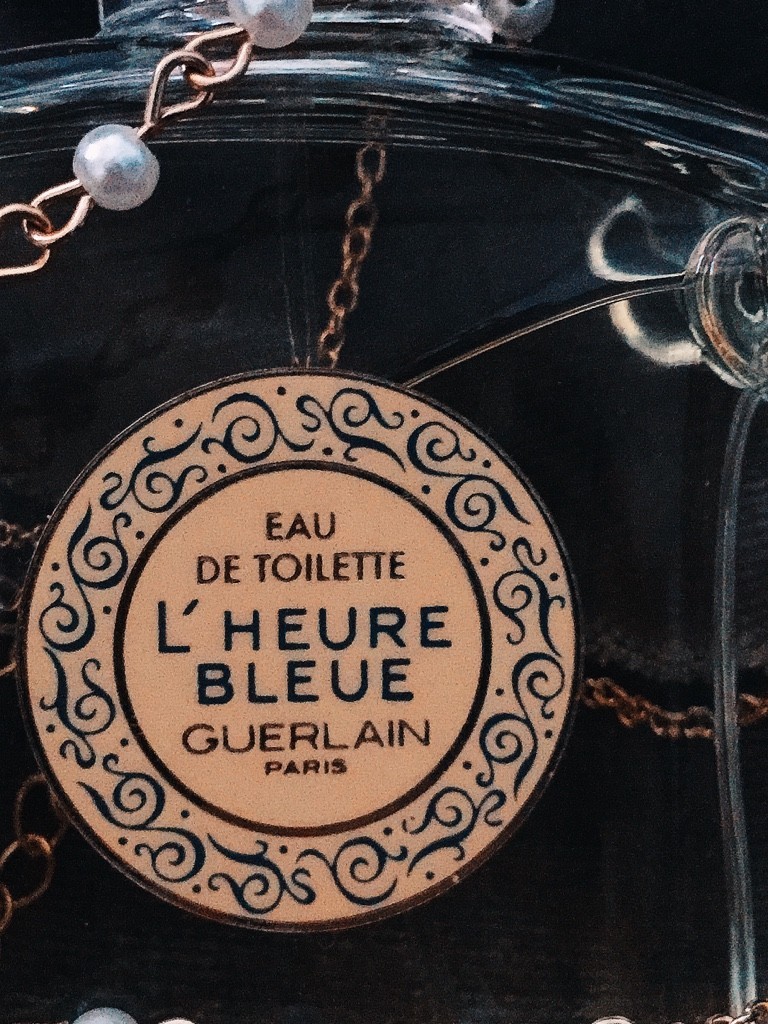 EAU
DE TOILETTE
L'HEURE
BLEUE
GUERLAIN
PARIS